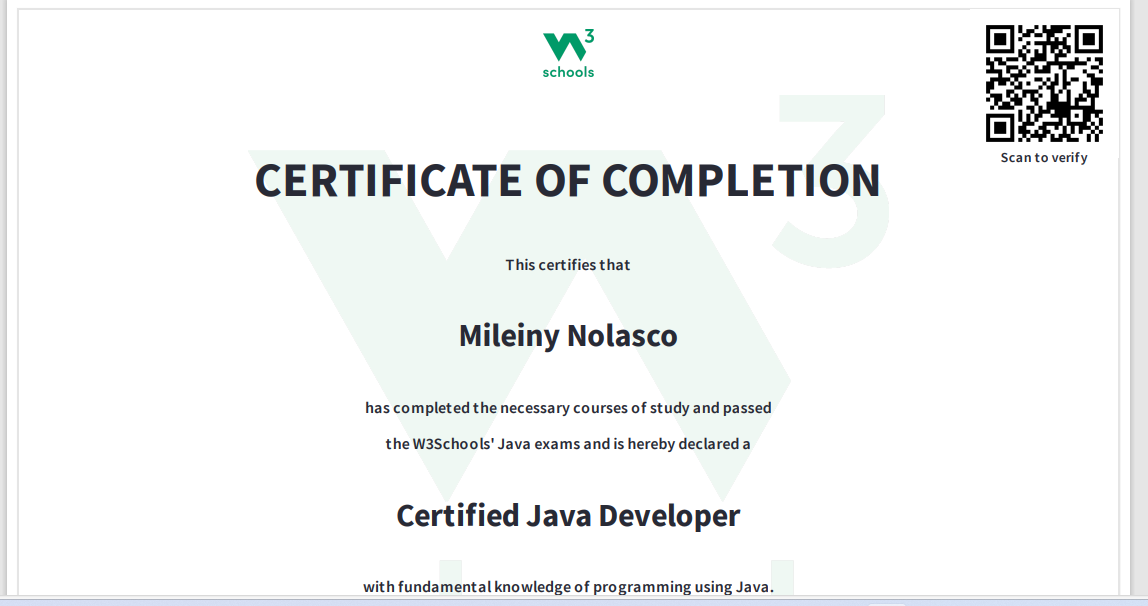 W3
schools
Scan to verify
CERTIFICATE OF COMPLETION
This certifies that
Mileiny Nolasco
has completed the necessary courses of study and passed
the W3Schools' Java exams and is hereby declared a
Certified Java Developer
with fundamental knowledge of programming using Java.